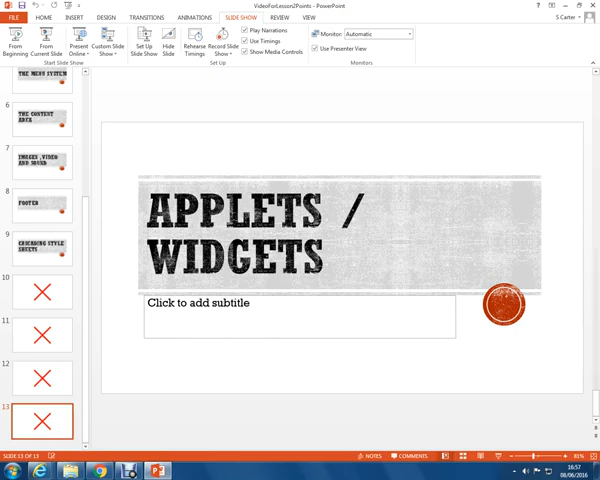 VideoForLesson2Points - PowerPoint
FILE HOME INSERT DESIGN TRANSITIONS ANIMATIONS SLIDE SHOW REVIEW VIEW S Carter
From Beginning
From Current Slide
Present Online
Custom Slide Show
Set Up Slide Show
Hide Slide
Rehearse Timings
Record Slide Show
Play Narrations
Use Timings
Show Media Controls
Monitor: Automatic
Use Presenter View
Start Slide Show
Set Up
Monitors
THE MENU SYSTEM
6
THE CONTENT
AREA
7
IMAGES ,VIDEO
AND SOUND
8
FOOTER
9
CASCADING STYLE
SHEETS
10
11
12
13
APPLETS /
WIDGETS
Click to add subtitle
SLIDE 13 OF 13
NOTES
COMMENTS
81%
16:57
08/06/2016